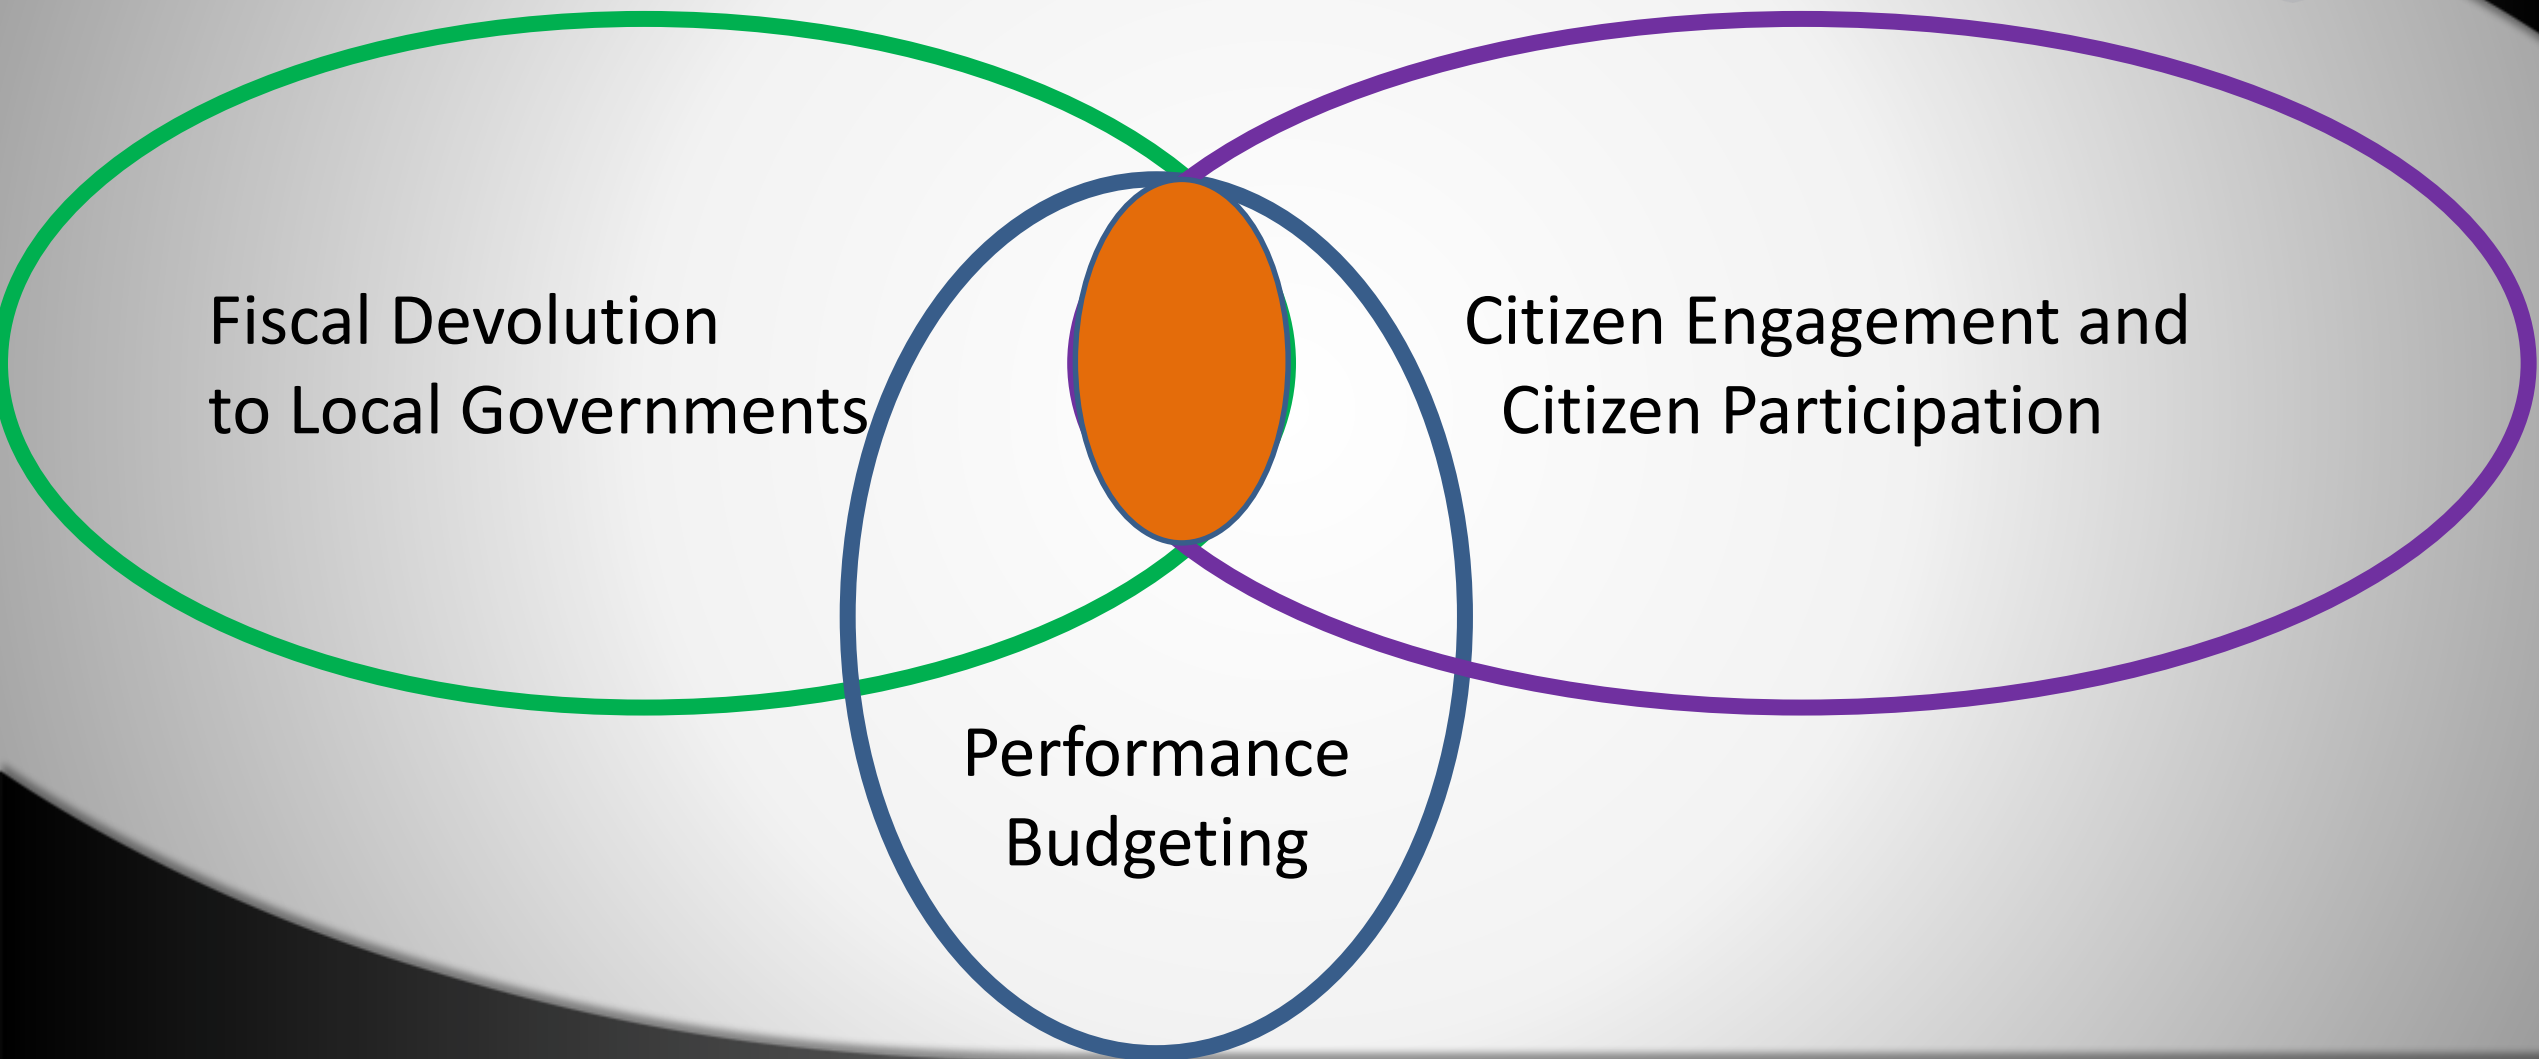 Fiscal Devolution
to Local Governments
Citizen Engagement and
Citizen Participation
Performance
Budgeting